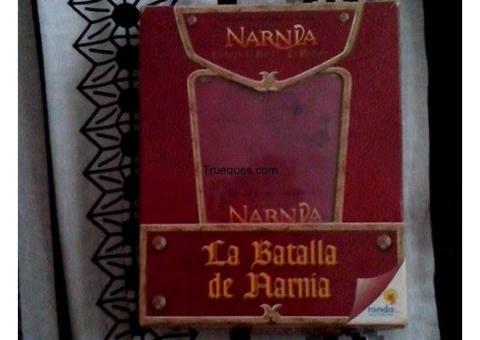 NARNIA
Trueques.com
NARNIA
La Batalla
de Narnia
ronda